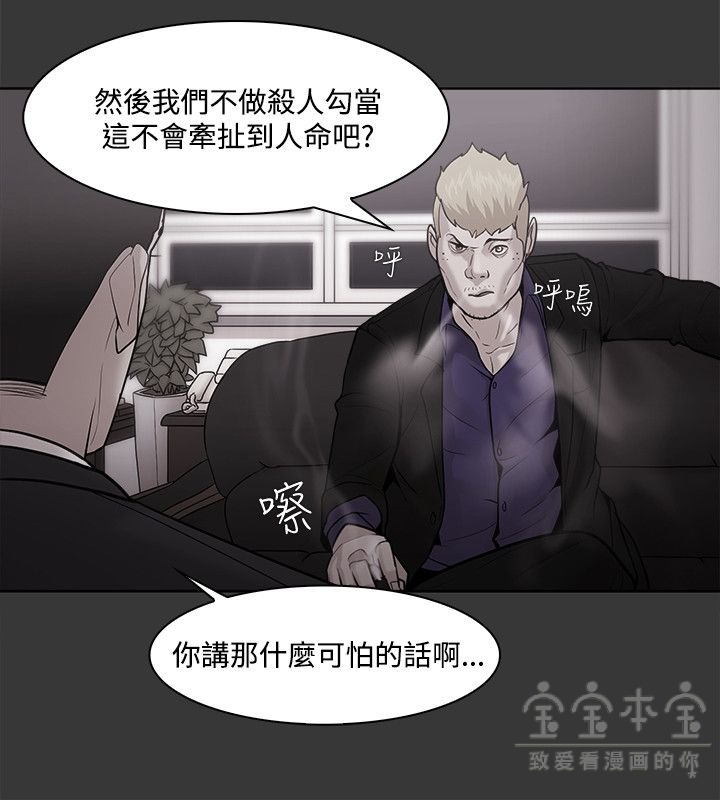 然後我們不做殺人勾當
這不會牽扯到人命吧?
呼
呼嗚
嚓
你講那什麼可怕的話啊...
宝宝本宝
致爱看漫画的你*